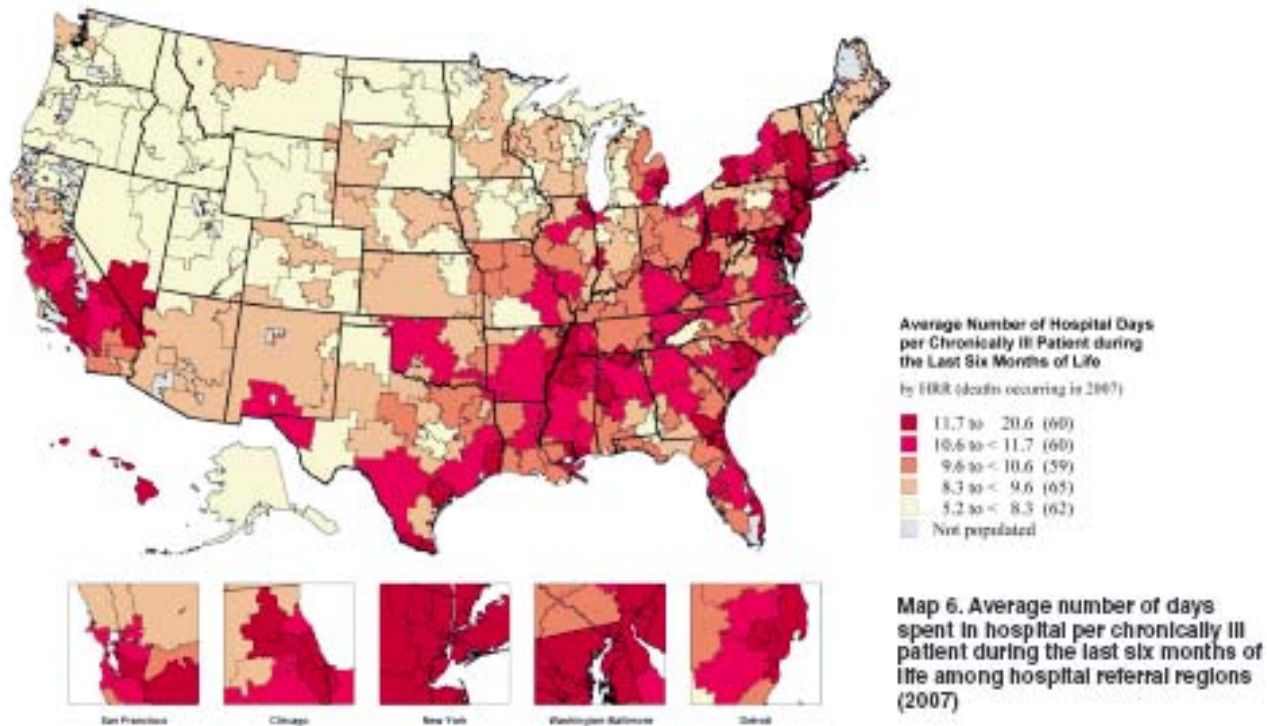 Average Number of Hospital Days
per Chronically Ill Patient during
the Last Six Months of Life
by HRR (deaths occurring in 2007)
11.7 to 20.6 (60)
10.6 to < 11.7 (60)
9.6 to < 10.6 (59)
8.3 to < 9.6 (65)
5.2 to < 8.3 (62)
Not populated
San Francisco
Chicago
New York
Washington-Baltimore
Detroit
Map 6. Average number of days
spent in hospital per chronically ill
patient during the last six months of
life among hospital referral regions
(2007)